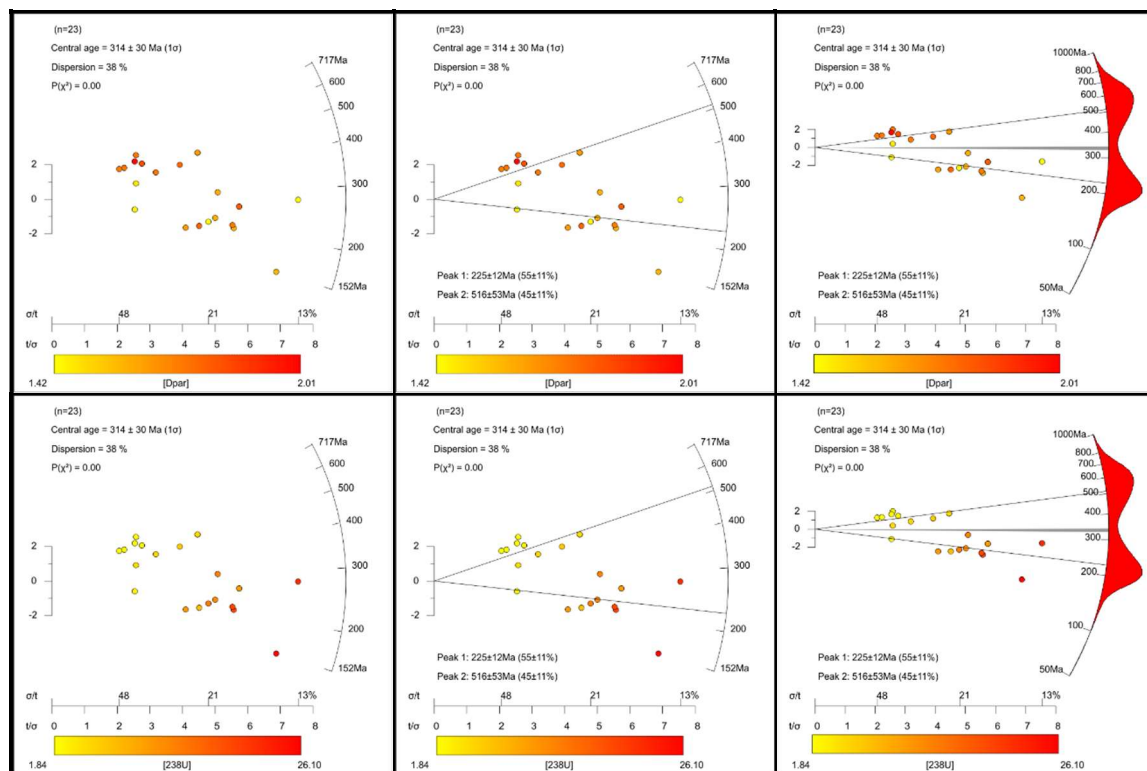 (n=23)
Central age = 314 ± 30 Ma (1σ)
Dispersion = 38 %
P(χ²) = 0.00
717Ma
600
500
400
300
200
152Ma
2
0
-2
σ/t 48 21 13%
t/σ 0 1 2 3 4 5 6 7 8
1.42 [Dpar] 2.01
(n=23)
Central age = 314 ± 30 Ma (1σ)
Dispersion = 38 %
P(χ²) = 0.00
717Ma
600
500
400
300
200
152Ma
2
0
-2
Peak 1: 225±12Ma (55±11%)
Peak 2: 516±53Ma (45±11%)
σ/t 48 21 13%
t/σ 0 1 2 3 4 5 6 7 8
1.42 [Dpar] 2.01
(n=23)
Central age = 314 ± 30 Ma (1σ)
Dispersion = 38 %
P(χ²) = 0.00
1000Ma
800
600
500
400
300
200
100
50Ma
2
0
-2
Peak 1: 225±12Ma (55±11%)
Peak 2: 516±53Ma (45±11%)
σ/t 48 21 13%
t/σ 0 1 2 3 4 5 6 7 8
1.42 [Dpar] 2.01
(n=23)
Central age = 314 ± 30 Ma (1σ)
Dispersion = 38 %
P(χ²) = 0.00
717Ma
600
500
400
300
200
152Ma
2
0
-2
σ/t 48 21 13%
t/σ 0 1 2 3 4 5 6 7 8
1.84 [238U] 26.10
(n=23)
Central age = 314 ± 30 Ma (1σ)
Dispersion = 38 %
P(χ²) = 0.00
717Ma
600
500
400
300
200
152Ma
2
0
-2
Peak 1: 225±12Ma (55±11%)
Peak 2: 516±53Ma (45±11%)
σ/t 48 21 13%
t/σ 0 1 2 3 4 5 6 7 8
1.84 [238U] 26.10
(n=23)
Central age = 314 ± 30 Ma (1σ)
Dispersion = 38 %
P(χ²) = 0.00
1000Ma
800
600
500
400
300
200
100
50Ma
2
0
-2
Peak 1: 225±12Ma (55±11%)
Peak 2: 516±53Ma (45±11%)
σ/t 48 21 13%
t/σ 0 1 2 3 4 5 6 7 8
1.84 [238U] 26.10